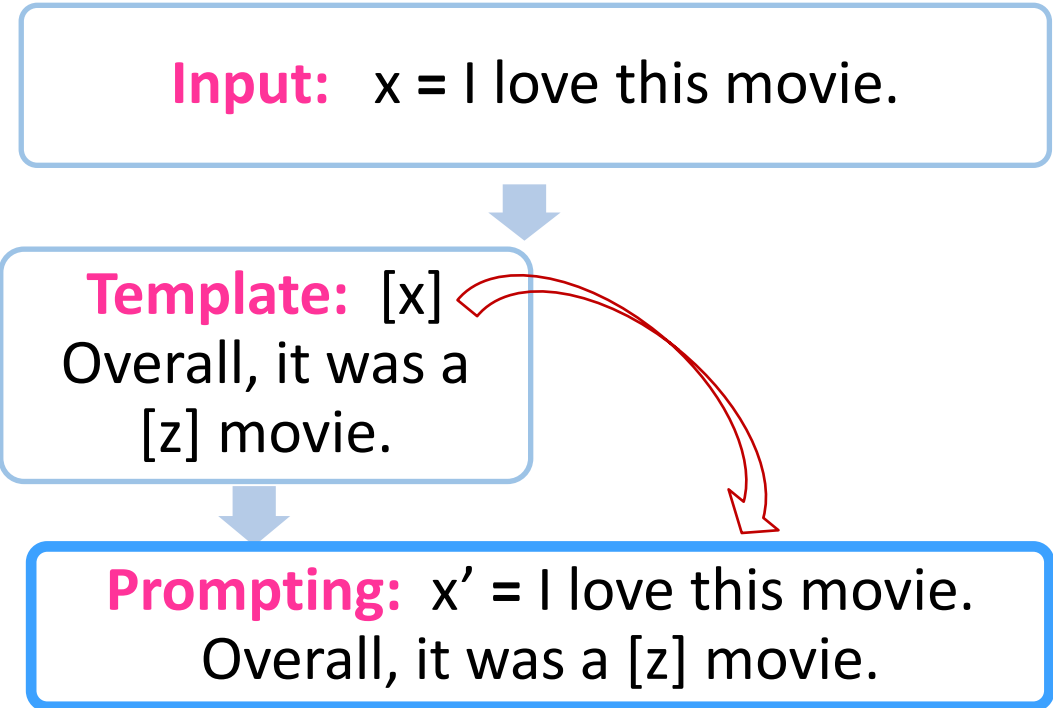 Input: x = I love this movie.
Template: [x]
Overall, it was a
[z] movie.
Prompting: x’ = I love this movie.
Overall, it was a [z] movie.